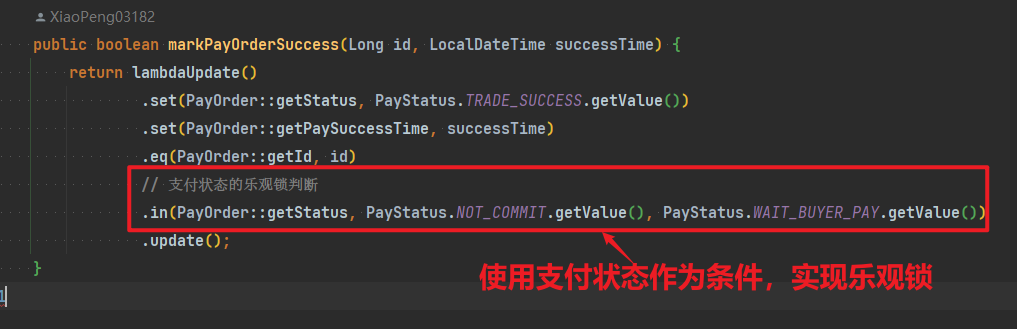 XiaoPeng03182
public boolean markPayOrderSuccess(Long id, LocalDateTime successTime) {
return lambdaUpdate()
.set(PayOrder::getStatus, PayStatus.TRADE_SUCCESS.getValue())
.set(PayOrder::getPaySuccessTime, successTime)
.eq(PayOrder::getId, id)
// 支付状态的乐观锁判断
.in(PayOrder::getStatus, PayStatus.NOT_COMMIT.getValue(), PayStatus.WAIT_BUYER_PAY.getValue())
.update();
}
使用支付状态作为条件，实现乐观锁